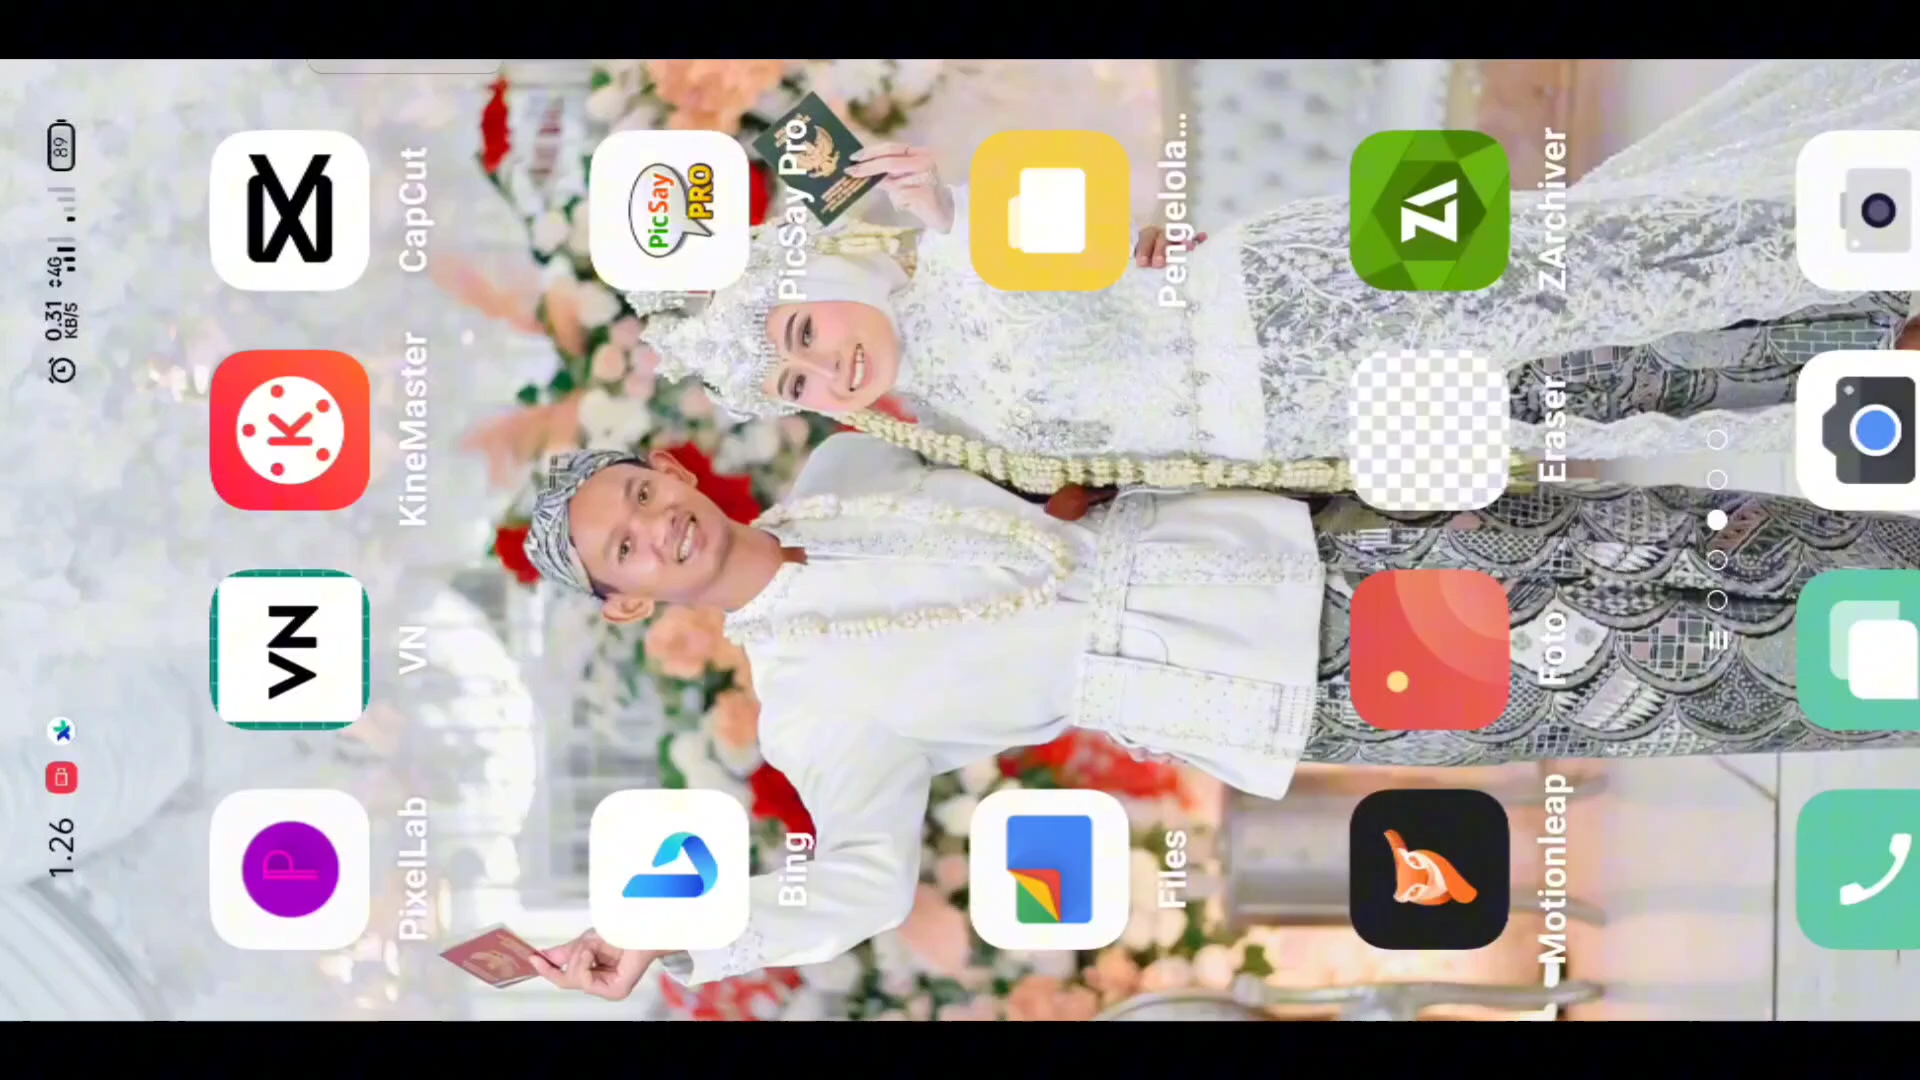 1.26
0.31
KB/S
4G
89
PixelLab
VN
KineMaster
CapCut
Bing
PicSay
PRO
PicSay Pro
Files
Pengelola...
Motionleap
Foto
Eraser
ZArchiver